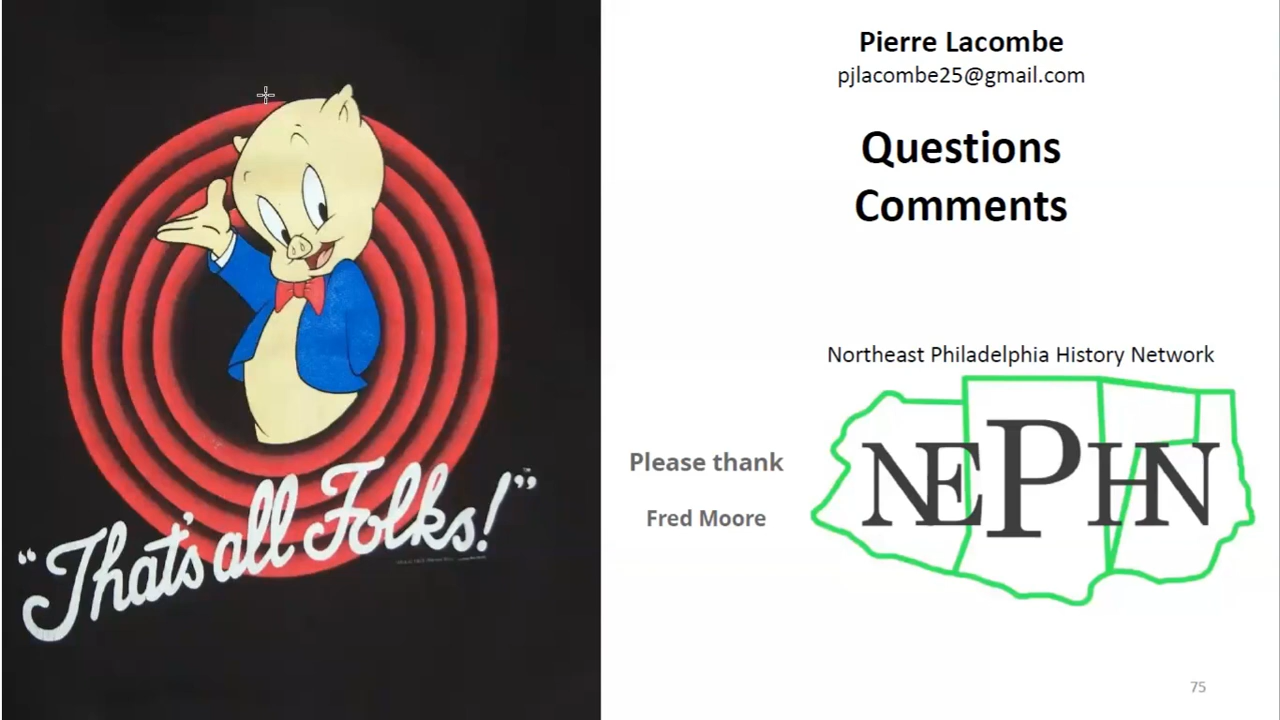 “That's all Folks!”
Pierre Lacombe
pjlacombe25@gmail.com
Questions
Comments
Northeast Philadelphia History Network
NEPHN
Please thank
Fred Moore
75